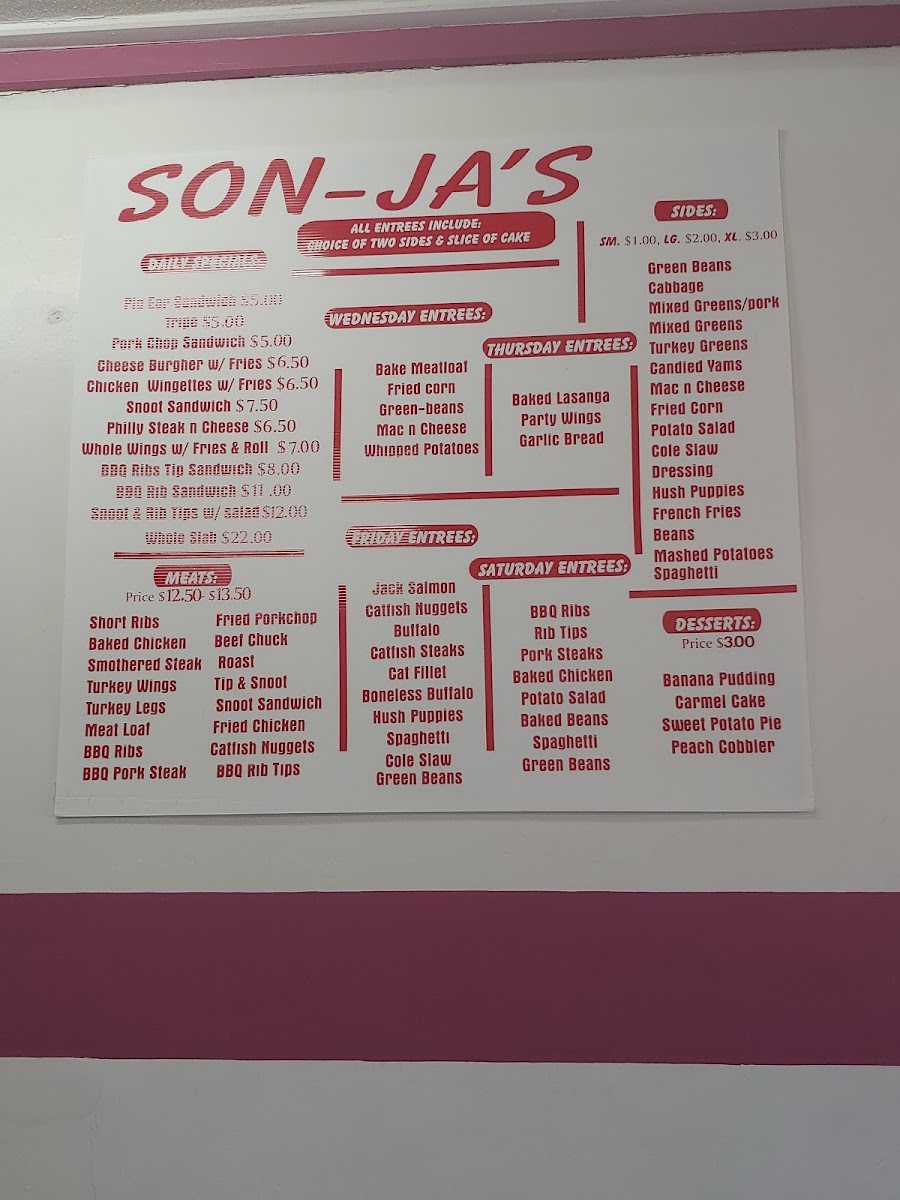 SON-JA'S
ALL ENTREES INCLUDE:
CHOICE OF TWO SIDES & SLICE OF CAKE
DAILY SPECIALS
Pig Ear Sandwich $5.00
Tripe $5.00
Pork Chop Sandwich $5.00
Cheese Burgher w/ Fries $6.50
Chicken Wingettes w/ Fries $6.50
Snoot Sandwich $7.50
Philly Steak n Cheese $6.50
Whole Wings w/ Fries & Roll $7.00
BBQ Ribs Tip Sandwich $8.00
BBQ Rib Sandwich $11.00
Snoot & Rib Tips w/ salad $12.00
Whole Slab $22.00
MEATS:
Price $12.50-$13.50
Short Ribs
Baked Chicken
Smothered Steak
Turkey Wings
Turkey Legs
Meat Loaf
BBQ Ribs
BBQ Pork Steak
Fried Porkchop
Beef Chuck
Roast
Tip & Snoot
Snoot Sandwich
Fried Chicken
Catfish Nuggets
BBQ Rib Tips
WEDNESDAY ENTREES:
Bake Meatloaf
Fried corn
Green-beans
Mac n Cheese
Whipped Potatoes
THURSDAY ENTREES:
Baked Lasanga
Party Wings
Garlic Bread
FRIDAY ENTREES:
Jack Salmon
Catfish Nuggets
Buffalo
Catfish Steaks
Cat Fillet
Boneless Buffalo
Hush Puppies
Spaghetti
Cole Slaw
Green Beans
SATURDAY ENTREES:
BBQ Ribs
Rib Tips
Pork Steaks
Baked Chicken
Potato Salad
Baked Beans
Spaghetti
Green Beans
SIDES:
SM. $1.00, LG. $2.00, XL. $3.00
Green Beans
Cabbage
Mixed Greens/pork
Mixed Greens
Turkey Greens
Candied Yams
Mac n Cheese
Fried Corn
Potato Salad
Cole Slaw
Dressing
Hush Puppies
French Fries
Beans
Mashed Potatoes
Spaghetti
DESSERTS:
Price $3.00
Banana Pudding
Carmel Cake
Sweet Potato Pie
Peach Cobbler